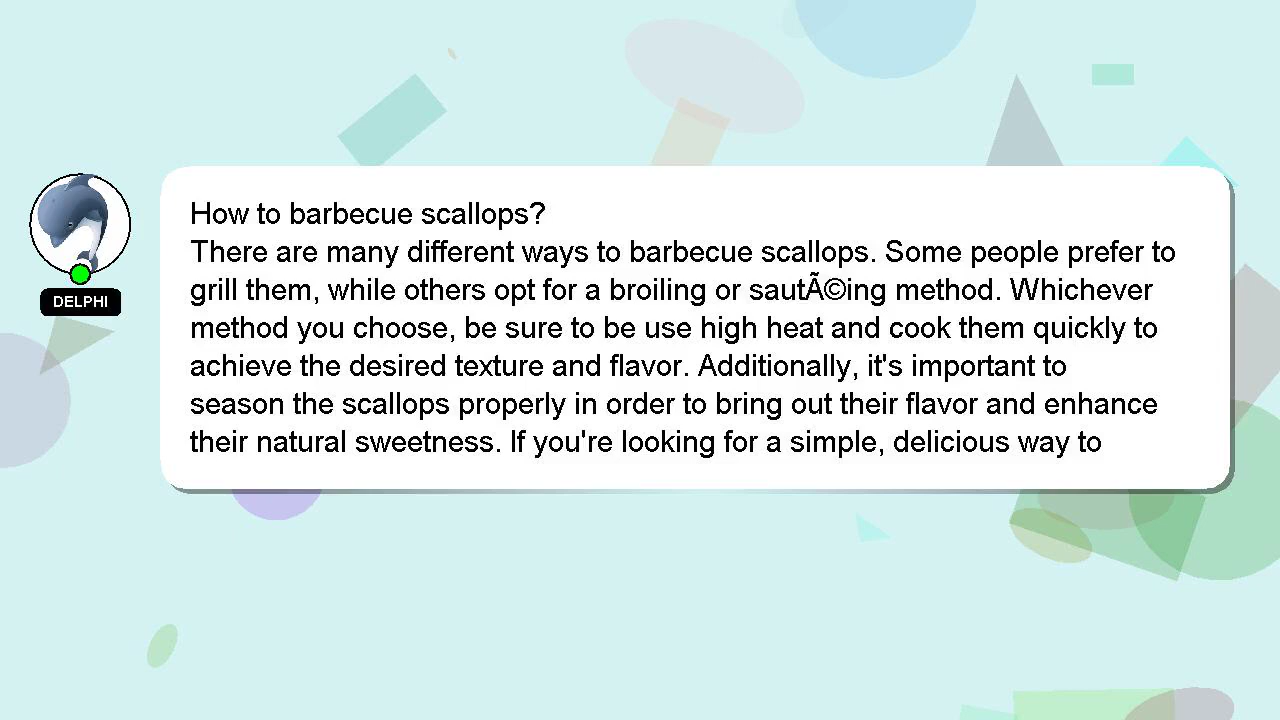 How to barbecue scallops?
There are many different ways to barbecue scallops. Some people prefer to
grill them, while others opt for a broiling or sautÃ©ing method. Whichever
method you choose, be sure to be use high heat and cook them quickly to
achieve the desired texture and flavor. Additionally, it's important to
season the scallops properly in order to bring out their flavor and enhance
their natural sweetness. If you're looking for a simple, delicious way to
DELPHI